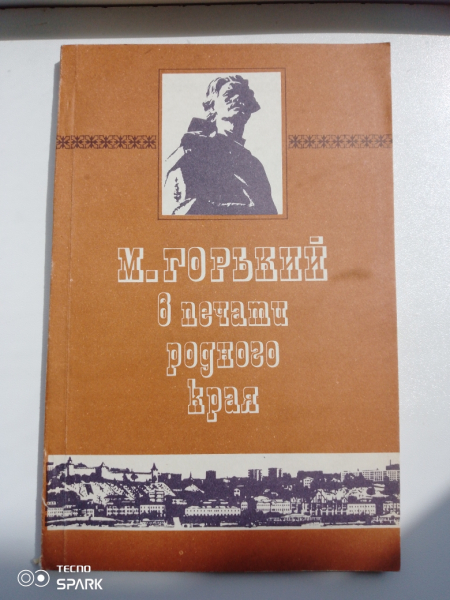 М. ГОРЬКИЙ
в печати
родного
края
TECNO
SPARK